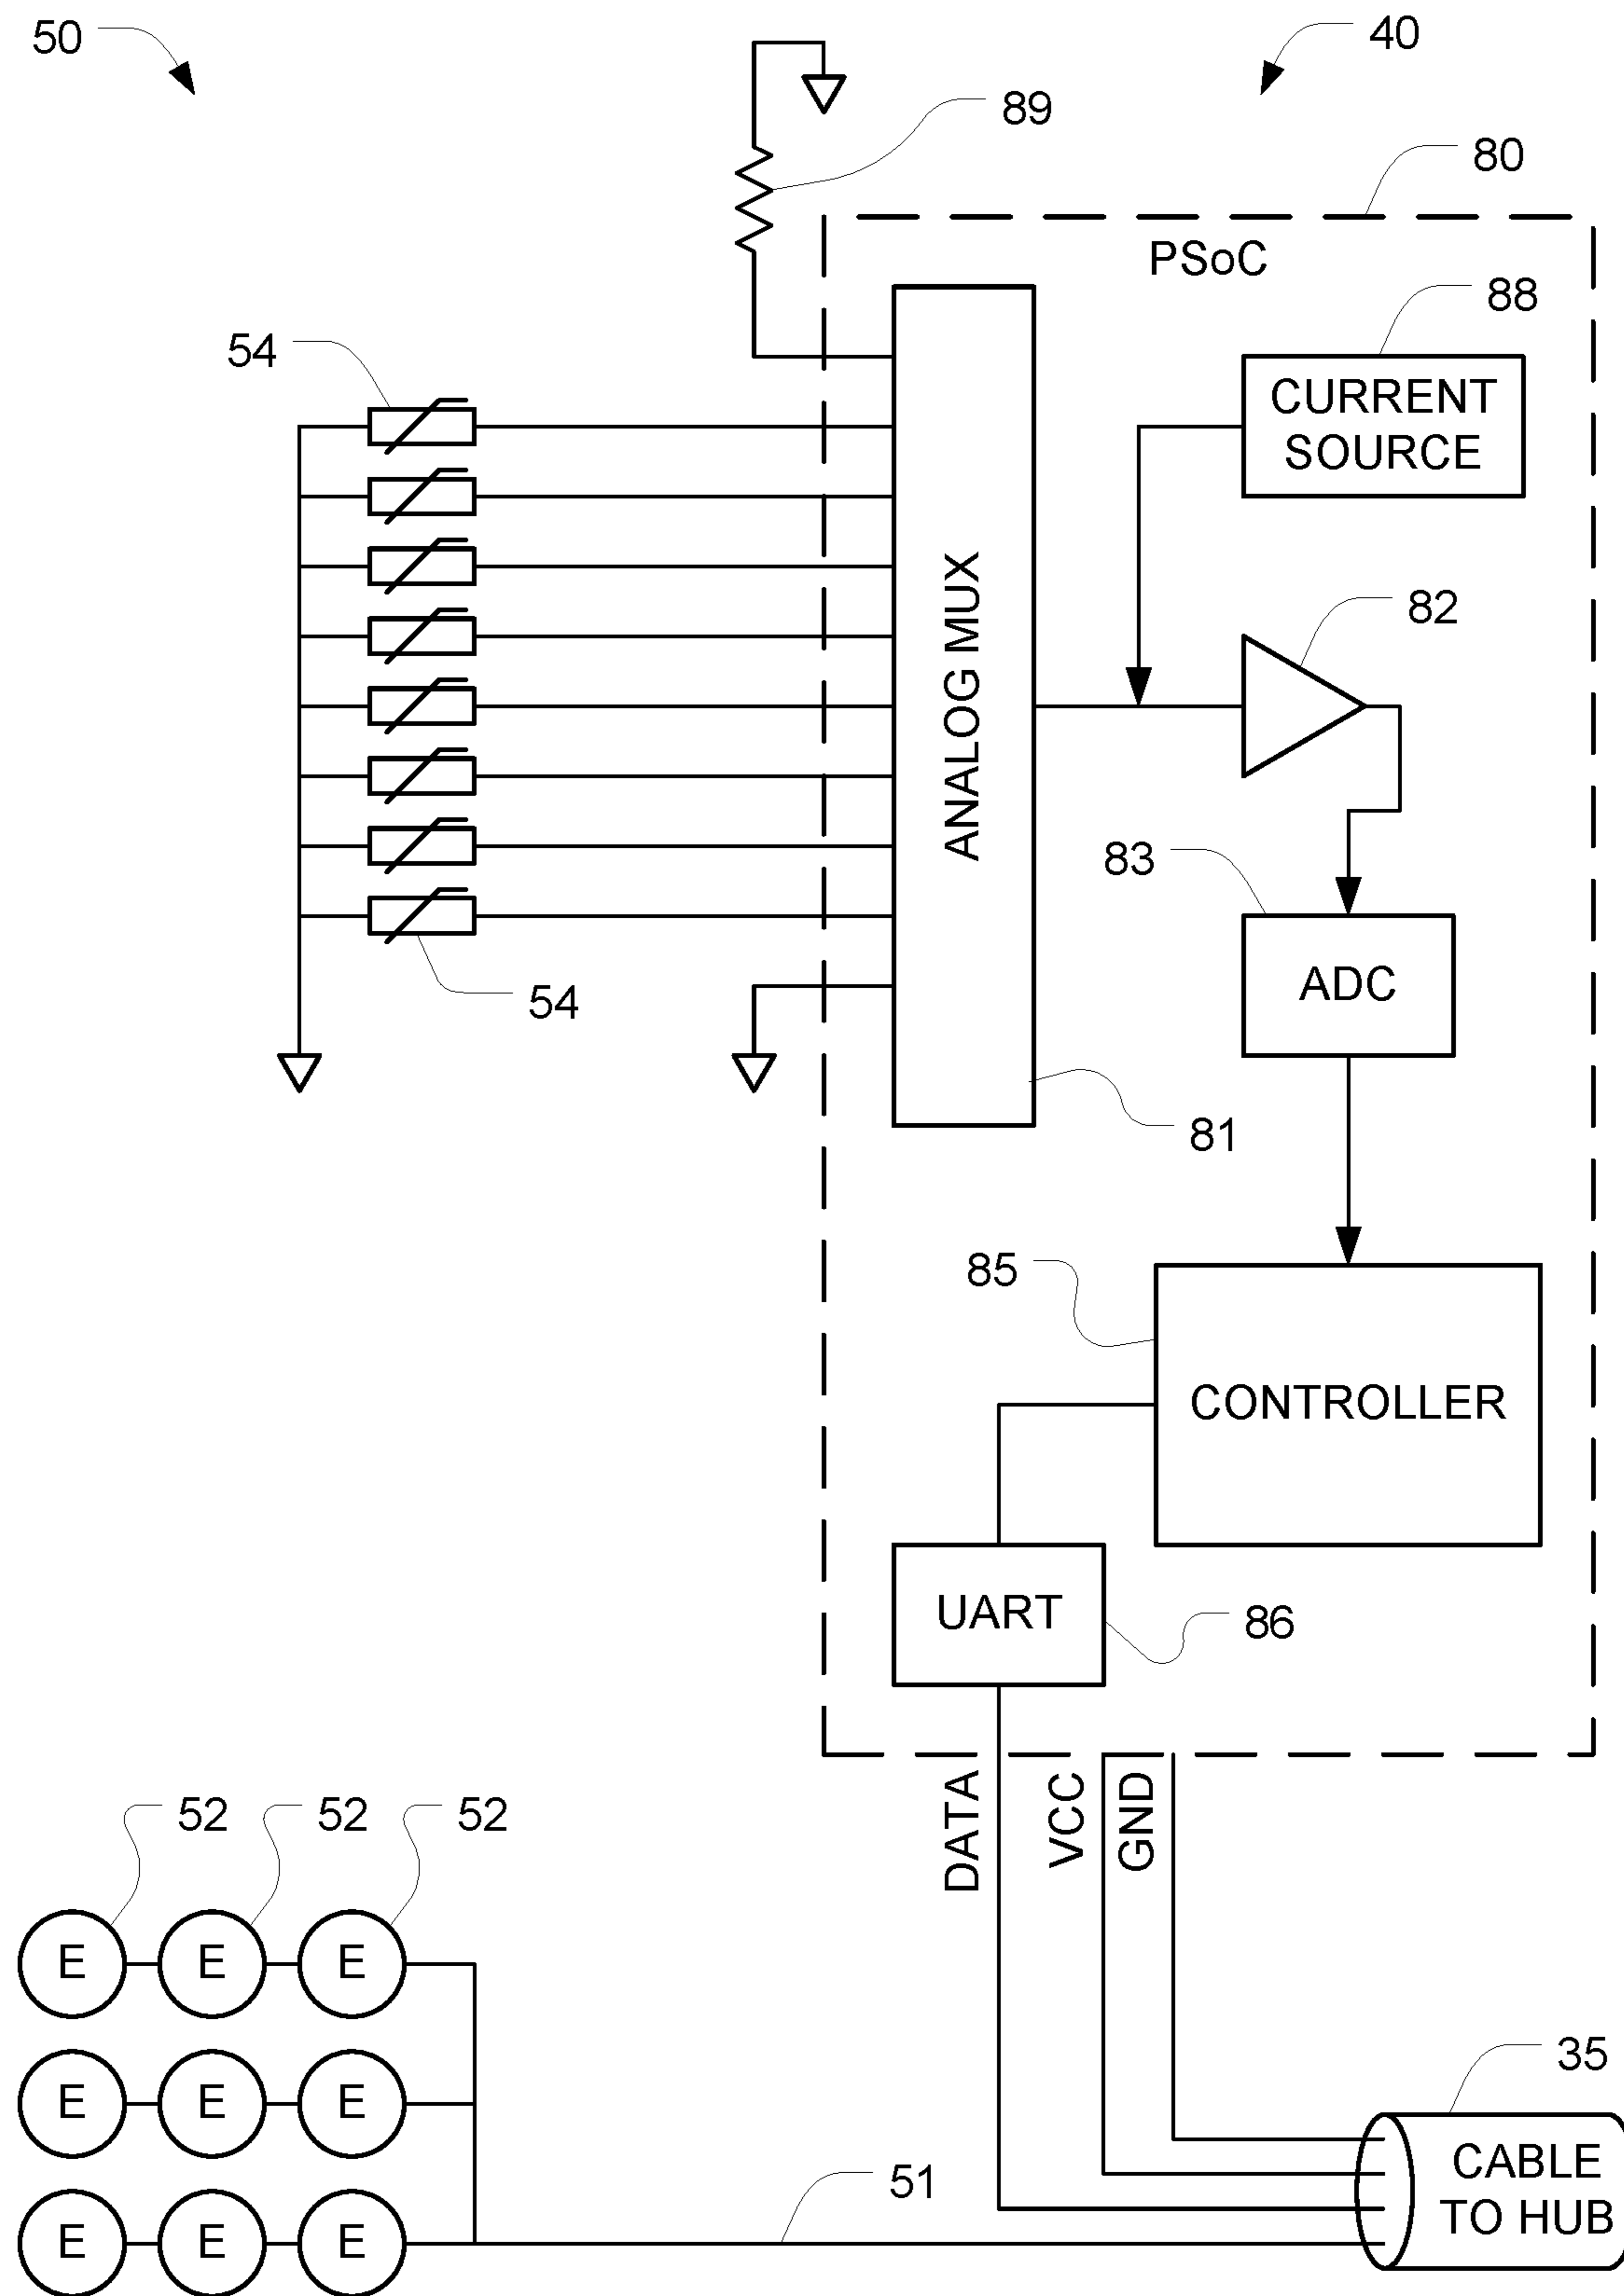 50
40
89
80
PSoC
88
54
CURRENT
SOURCE
ANALOG MUX
82
83
ADC
54
81
85
CONTROLLER
UART
86
DATA
VCC
GND
52
52
52
E
E
E
35
E
E
E
CABLE
TO HUB
51
E
E
E